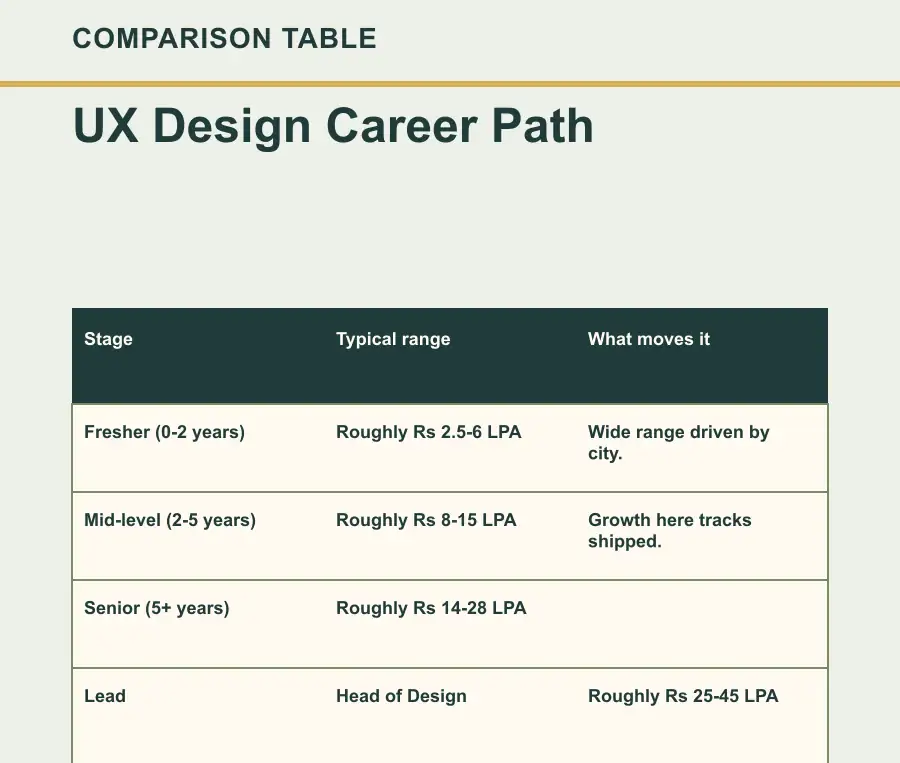 COMPARISON TABLE
UX Design Career Path
Stage Typical range What moves it
Fresher (0-2 years) Roughly Rs 2.5-6 LPA Wide range driven by
city.
Mid-level (2-5 years) Roughly Rs 8-15 LPA Growth here tracks
shipped.
Senior (5+ years) Roughly Rs 14-28 LPA
Lead Head of Design Roughly Rs 25-45 LPA